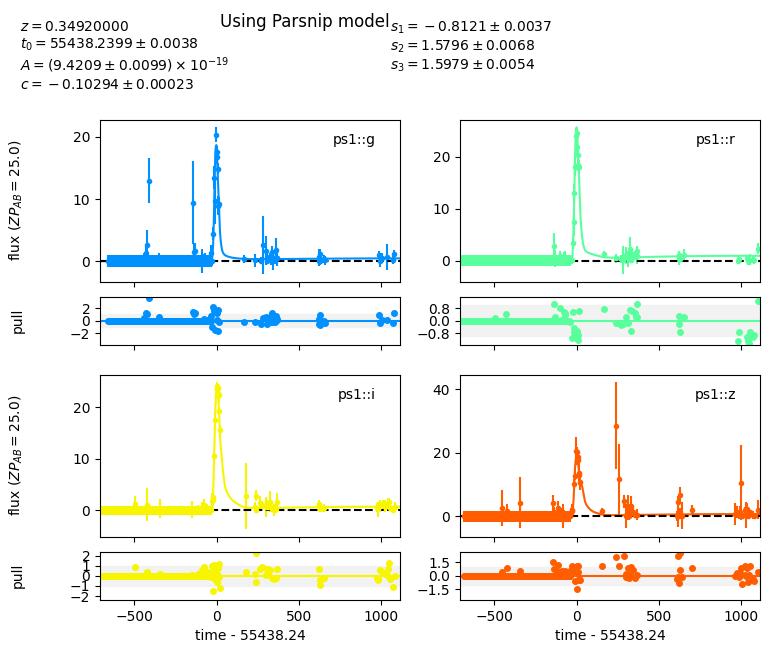 Using Parsnip model
z = 0.34920000
t₀ = 55438.2399 ± 0.0038
A = (9.4209 ± 0.0099) × 10⁻¹⁹
c = −0.10294 ± 0.00023
s₁ = −0.8121 ± 0.0037
s₂ = 1.5796 ± 0.0068
s₃ = 1.5979 ± 0.0054
flux (ZP_AB = 25.0)
20
10
0
ps1::g
20
10
0
ps1::r
pull
2
0
−2
0.8
0.0
−0.8
flux (ZP_AB = 25.0)
20
10
0
ps1::i
40
20
0
ps1::z
pull
2
1
0
−1
−2
1.5
0.0
−1.5
−500 0 500 1000
−500 0 500 1000
time - 55438.24
time - 55438.24